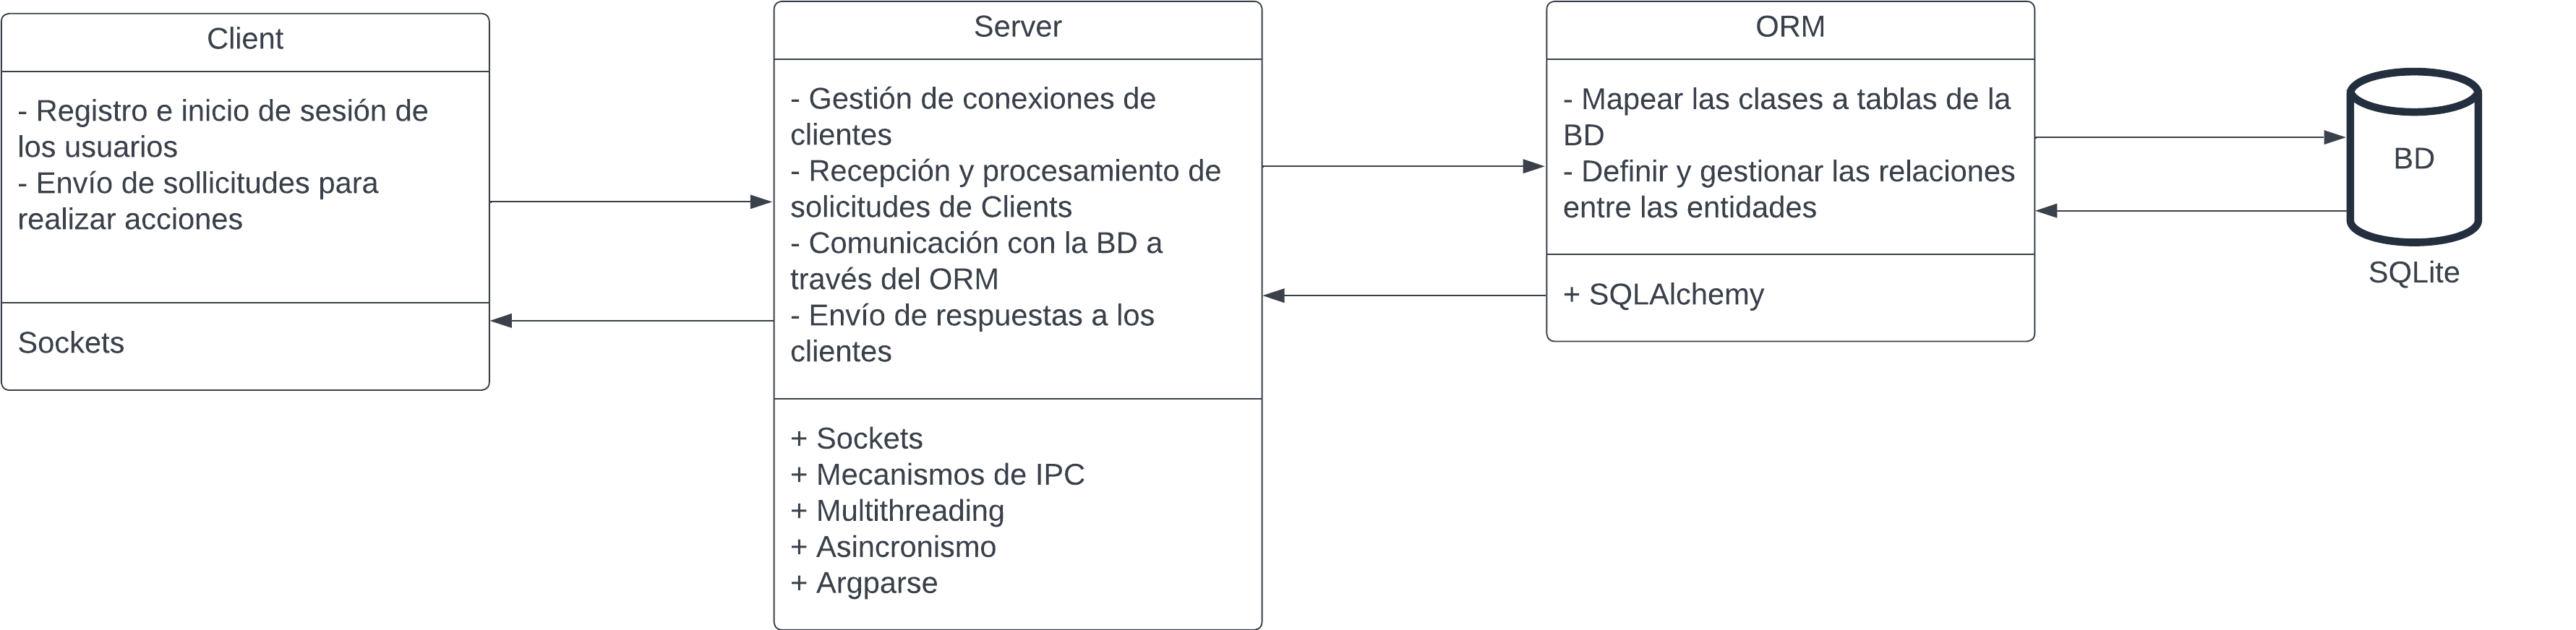 Client
- Registro e inicio de sesión de
los usuarios
- Envío de sollicitudes para
realizar acciones
Sockets
Server
- Gestión de conexiones de
clientes
- Recepción y procesamiento de
solicitudes de Clients
- Comunicación con la BD a
través del ORM
- Envío de respuestas a los
clientes
+ Sockets
+ Mecanismos de IPC
+ Multithreading
+ Asincronismo
+ Argparse
ORM
- Mapear las clases a tablas de la
BD
- Definir y gestionar las relaciones
entre las entidades
+ SQLAlchemy
BD
SQLite